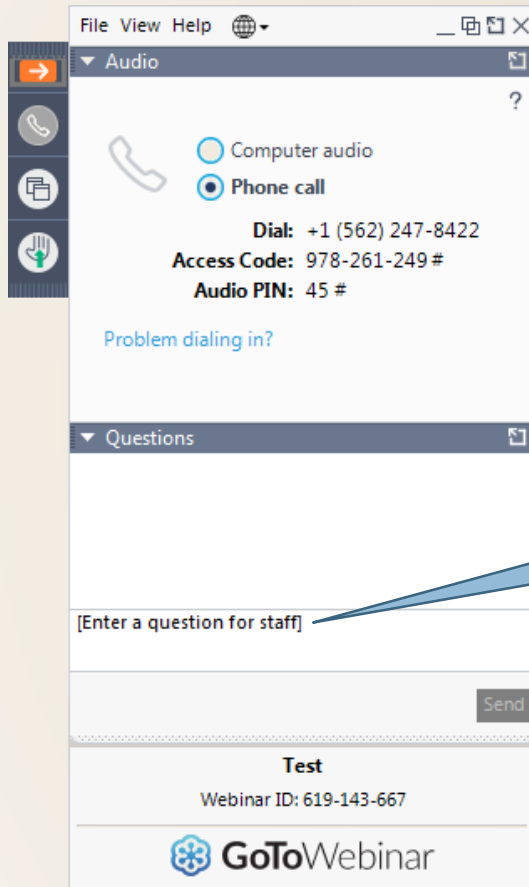 File View Help
Audio
?
Computer audio
Phone call
Dial: +1 (562) 247-8422
Access Code: 978-261-249 #
Audio PIN: 45 #
Problem dialing in?
Questions
[Enter a question for staff]
Send
Test
Webinar ID: 619-143-667
GoToWebinar